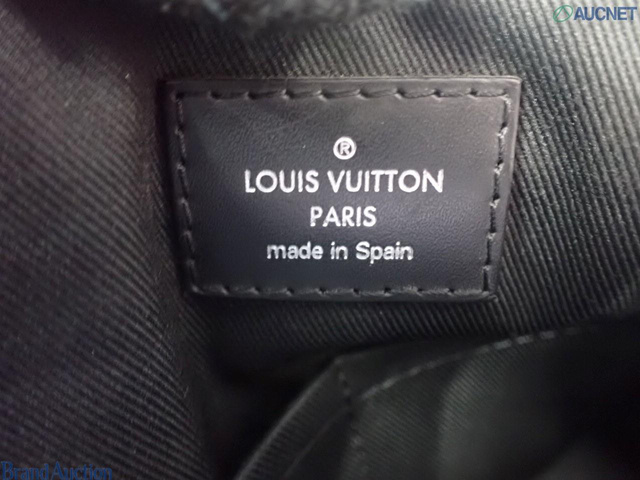 AUCNET
®
LOUIS VUITTON
PARIS
made in Spain
Brand Auction